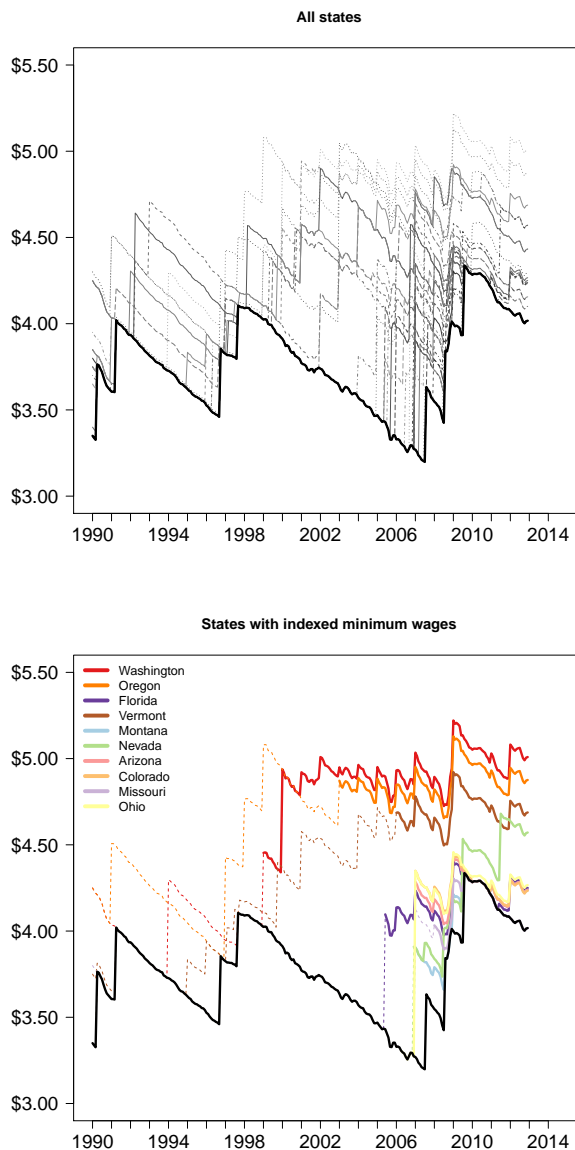 All states
$5.50
$5.00
$4.50
$4.00
$3.50
$3.00
1990 1994 1998 2002 2006 2010 2014
States with indexed minimum wages
$5.50
$5.00
$4.50
$4.00
$3.50
$3.00
Washington
Oregon
Florida
Vermont
Montana
Nevada
Arizona
Colorado
Missouri
Ohio
1990 1994 1998 2002 2006 2010 2014